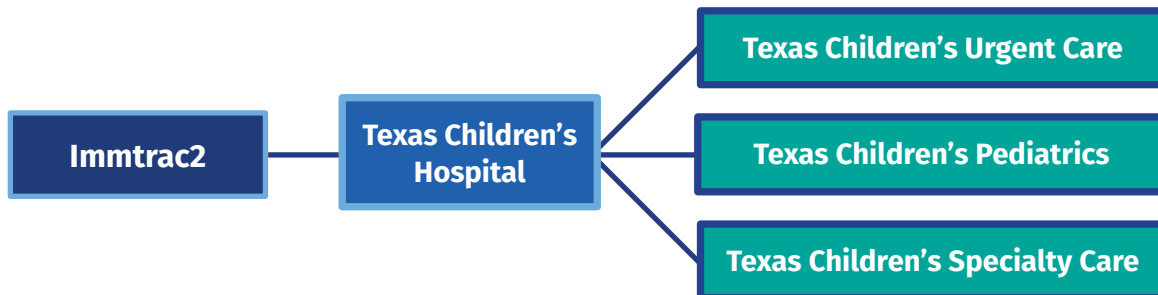 Immtrac2
Texas Children’s
Hospital
Texas Children’s Urgent Care
Texas Children’s Pediatrics
Texas Children’s Specialty Care